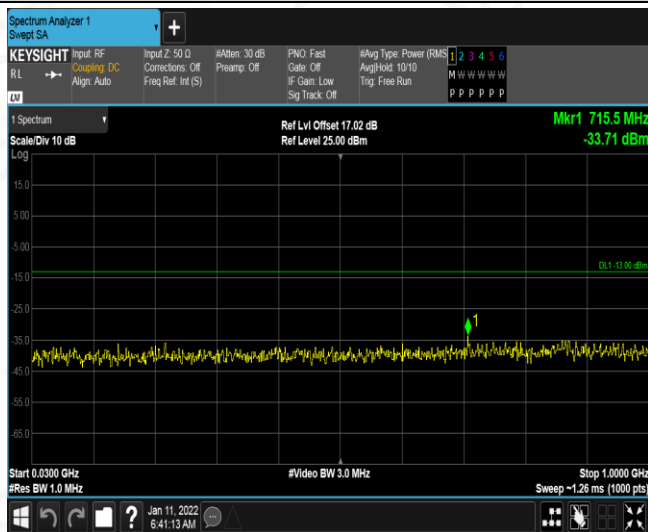 Spectrum Analyzer 1
Swept SA
+
KEYSIGHT
RL
LXI
Input: RF
Coupling: DC
Align: Auto
Input Z: 50 Ω
Corrections: Off
Freq Ref: Int (S)
#Atten: 30 dB
Preamp: Off
PNO: Fast
Gate: Off
IF Gain: Low
Sig Track: Off
#Avg Type: Power (RMS
Avg|Hold: 10/10
Trig: Free Run
1 2 3 4 5 6
M W W W W W
P P P P P P
1 Spectrum
Scale/Div 10 dB
Ref Lvl Offset 17.02 dB
Ref Level 25.00 dBm
Mkr1 715.5 MHz
-33.71 dBm
Log
15.0
5.00
-5.00
-15.0
-25.0
-35.0
-45.0
-55.0
-65.0
DL1 -13.00 dBm
1
Start 0.0300 GHz
#Res BW 1.0 MHz
#Video BW 3.0 MHz
Stop 1.0000 GHz
Sweep ~1.26 ms (1000 pts)
?
Jan 11, 2022
6:41:13 AM